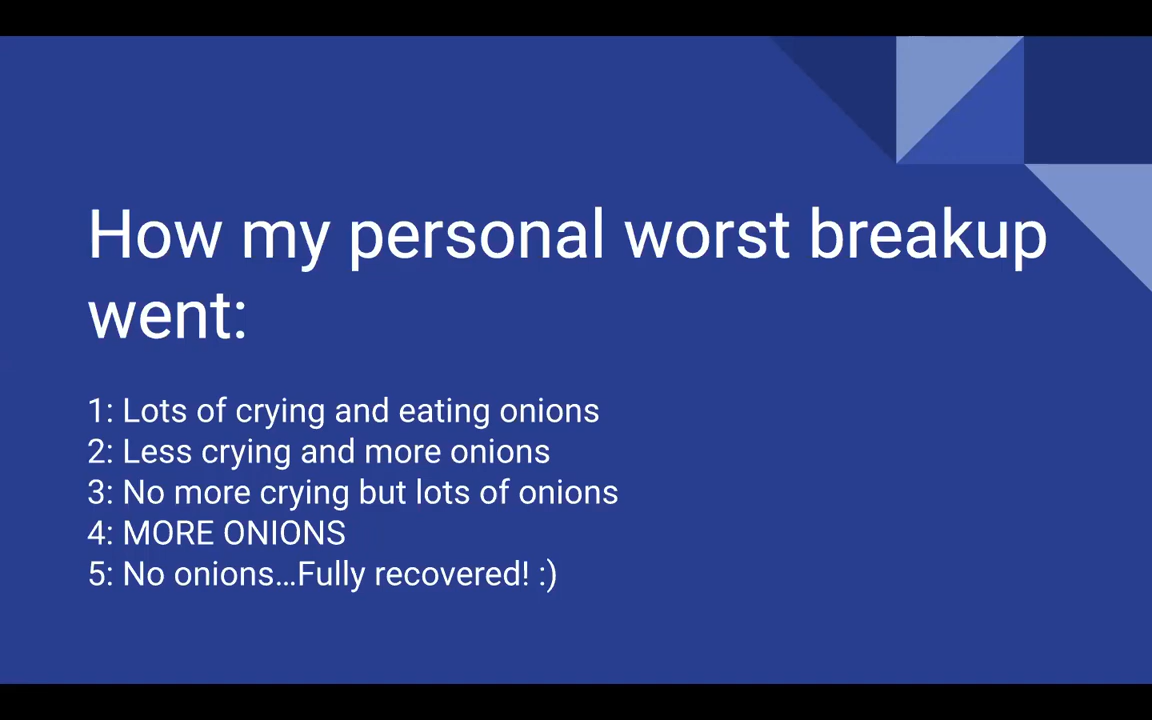 How my personal worst breakup
went:
1: Lots of crying and eating onions
2: Less crying and more onions
3: No more crying but lots of onions
4: MORE ONIONS
5: No onions...Fully recovered! :)